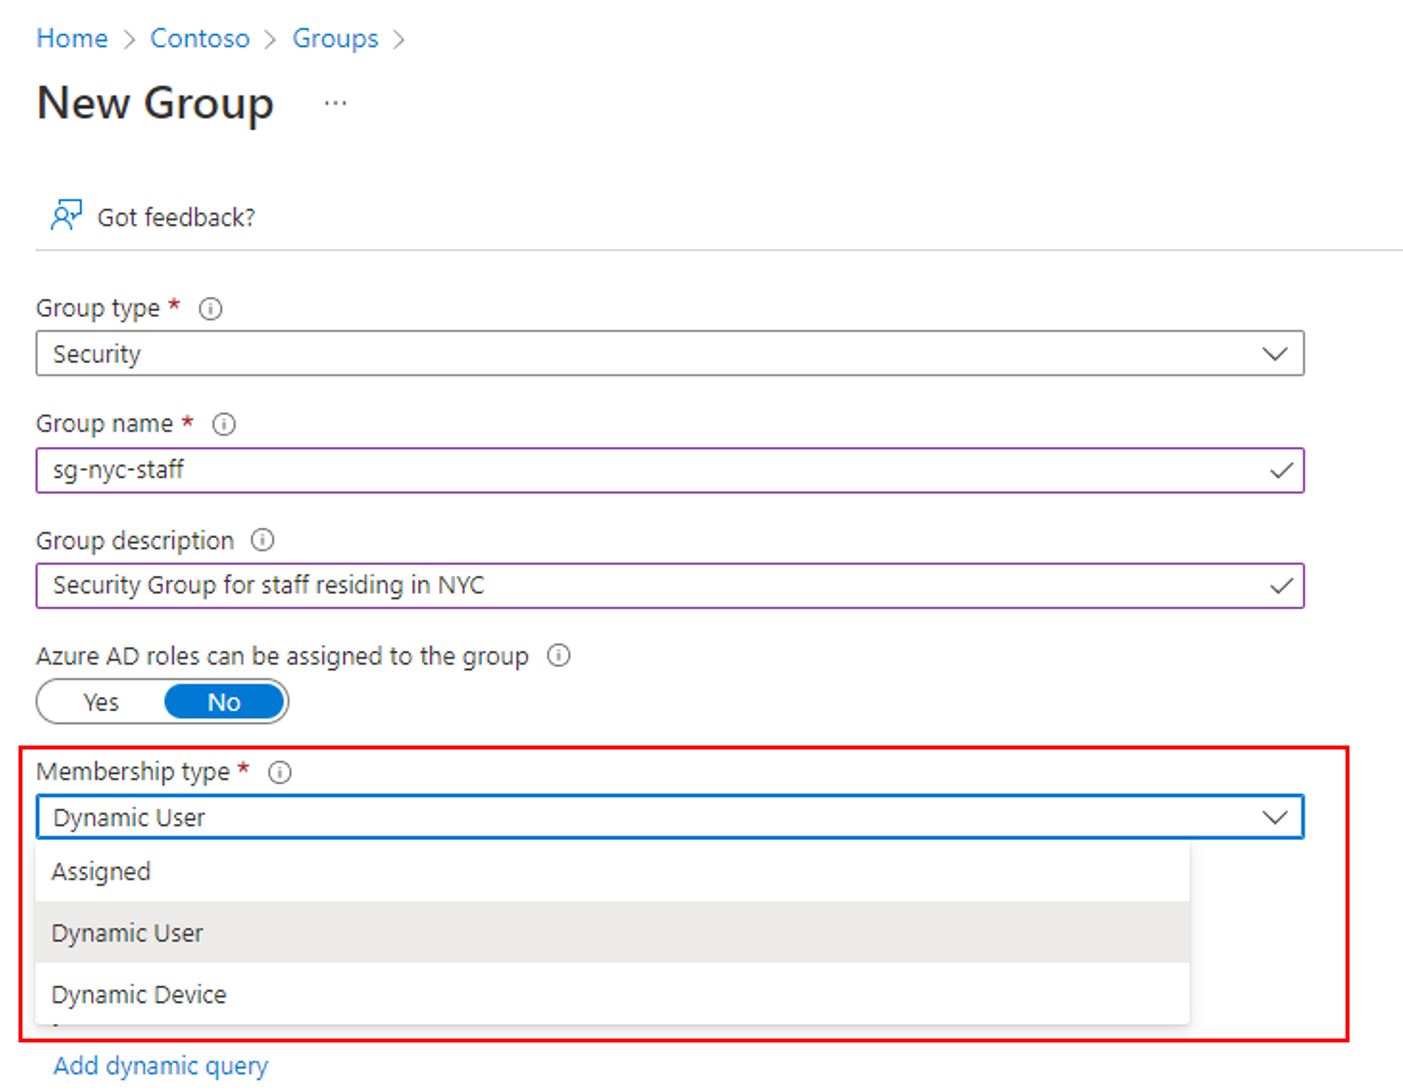 Home > Contoso > Groups >
New Group ...
Got feedback?
Group type *
Security
Group name *
sg-nyc-staff
Group description
Security Group for staff residing in NYC
Azure AD roles can be assigned to the group
Yes No
Membership type *
Dynamic User
Assigned
Dynamic User
Dynamic Device
Add dynamic query